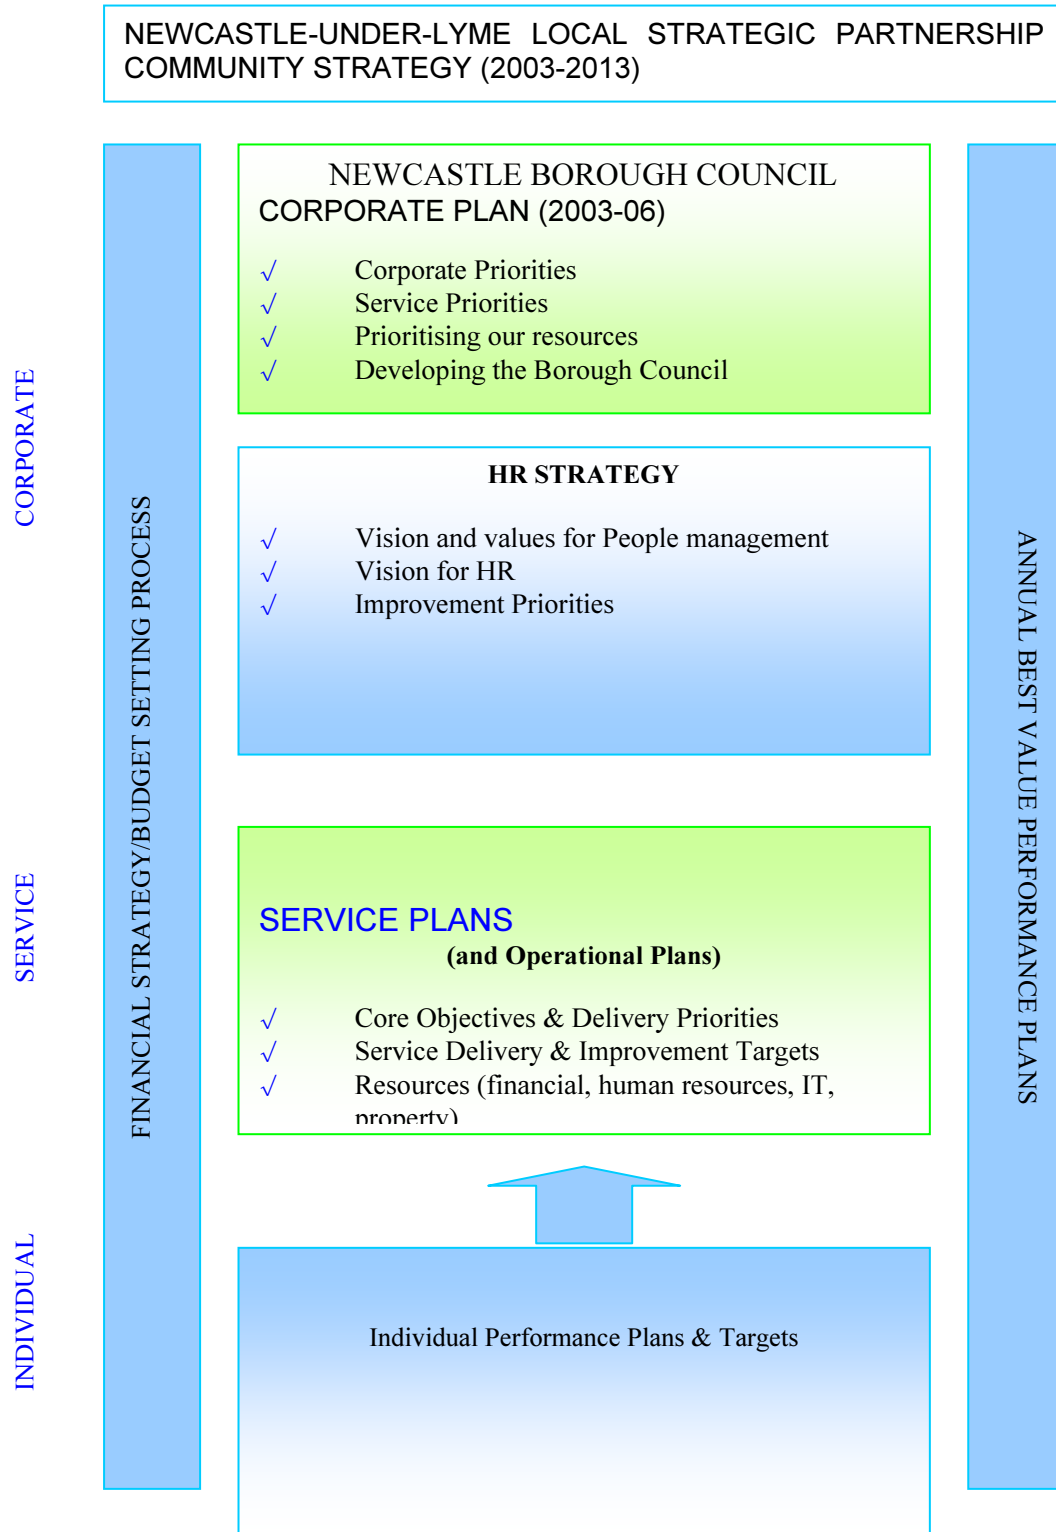 NEWCASTLE-UNDER-LYME LOCAL STRATEGIC PARTNERSHIP
COMMUNITY STRATEGY (2003-2013)
NEWCASTLE BOROUGH COUNCIL
CORPORATE PLAN (2003-06)
√ Corporate Priorities
√ Service Priorities
√ Prioritising our resources
√ Developing the Borough Council
CORPORATE
HR STRATEGY
√ Vision and values for People management
√ Vision for HR
√ Improvement Priorities
FINANCIAL STRATEGY/BUDGET SETTING PROCESS
ANNUAL BEST VALUE PERFORMANCE PLANS
SERVICE
SERVICE PLANS
(and Operational Plans)
√ Core Objectives & Delivery Priorities
√ Service Delivery & Improvement Targets
√ Resources (financial, human resources, IT,
property)
INDIVIDUAL
Individual Performance Plans & Targets